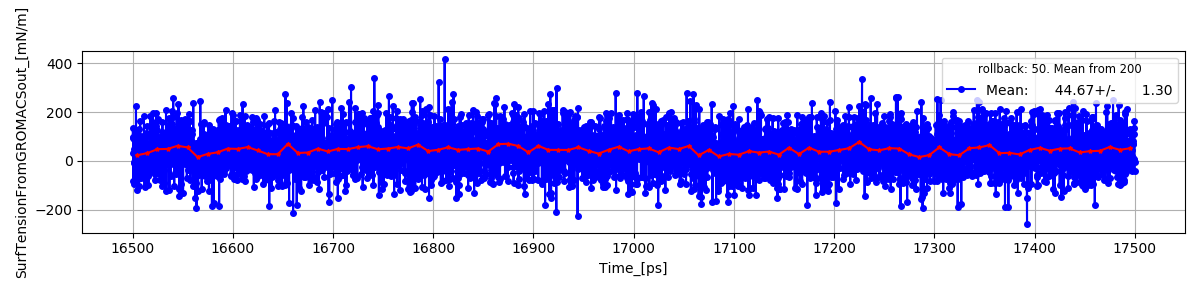 SurfTensionFromGROMACSout_[mN/m]
400
200
0
−200
rollback: 50. Mean from 200
Mean: 44.67+/- 1.30
16500 16600 16700 16800 16900 17000 17100 17200 17300 17400 17500
Time_[ps]